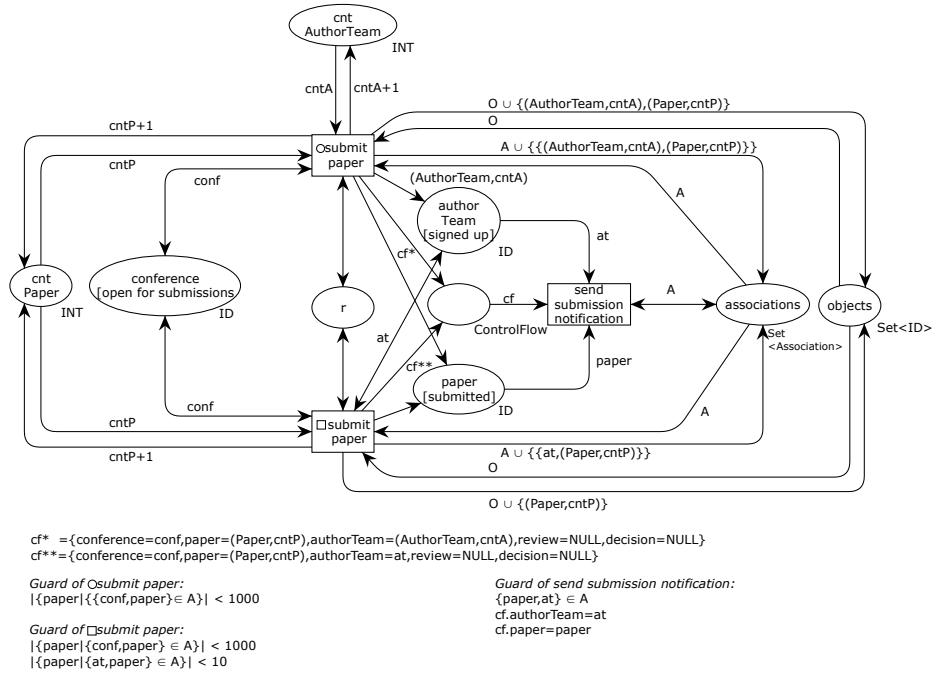 cnt
AuthorTeam
INT
cntA
cntA+1
O ∪ {(AuthorTeam,cntA),(Paper,cntP)}
O
cntP+1
○submit
paper
A ∪ {{(AuthorTeam,cntA),(Paper,cntP)}}
cntP
conf
(AuthorTeam,cntA)
A
author
Team
[signed up]
ID
at
cf*
cnt
Paper
INT
conference
[open for submissions
ID
r
cf
ControlFlow
send
submission
notification
A
associations
Set
<Association>
objects
Set<ID>
at
cf**
paper
paper
[submitted]
ID
conf
A
cntP
□submit
paper
cntP+1
A ∪ {{at,(Paper,cntP)}}
O
O ∪ {(Paper,cntP)}
cf* ={conference=conf,paper=(Paper,cntP),authorTeam=(AuthorTeam,cntA),review=NULL,decision=NULL}
cf**={conference=conf,paper=(Paper,cntP),authorTeam=at,review=NULL,decision=NULL}
Guard of ○submit paper:
|{paper|{{conf,paper}∈ A}| < 1000
Guard of □submit paper:
|{paper|{conf,paper} ∈ A}| < 1000
|{paper|{at,paper} ∈ A}| < 10
Guard of send submission notification:
{paper,at} ∈ A
cf.authorTeam=at
cf.paper=paper